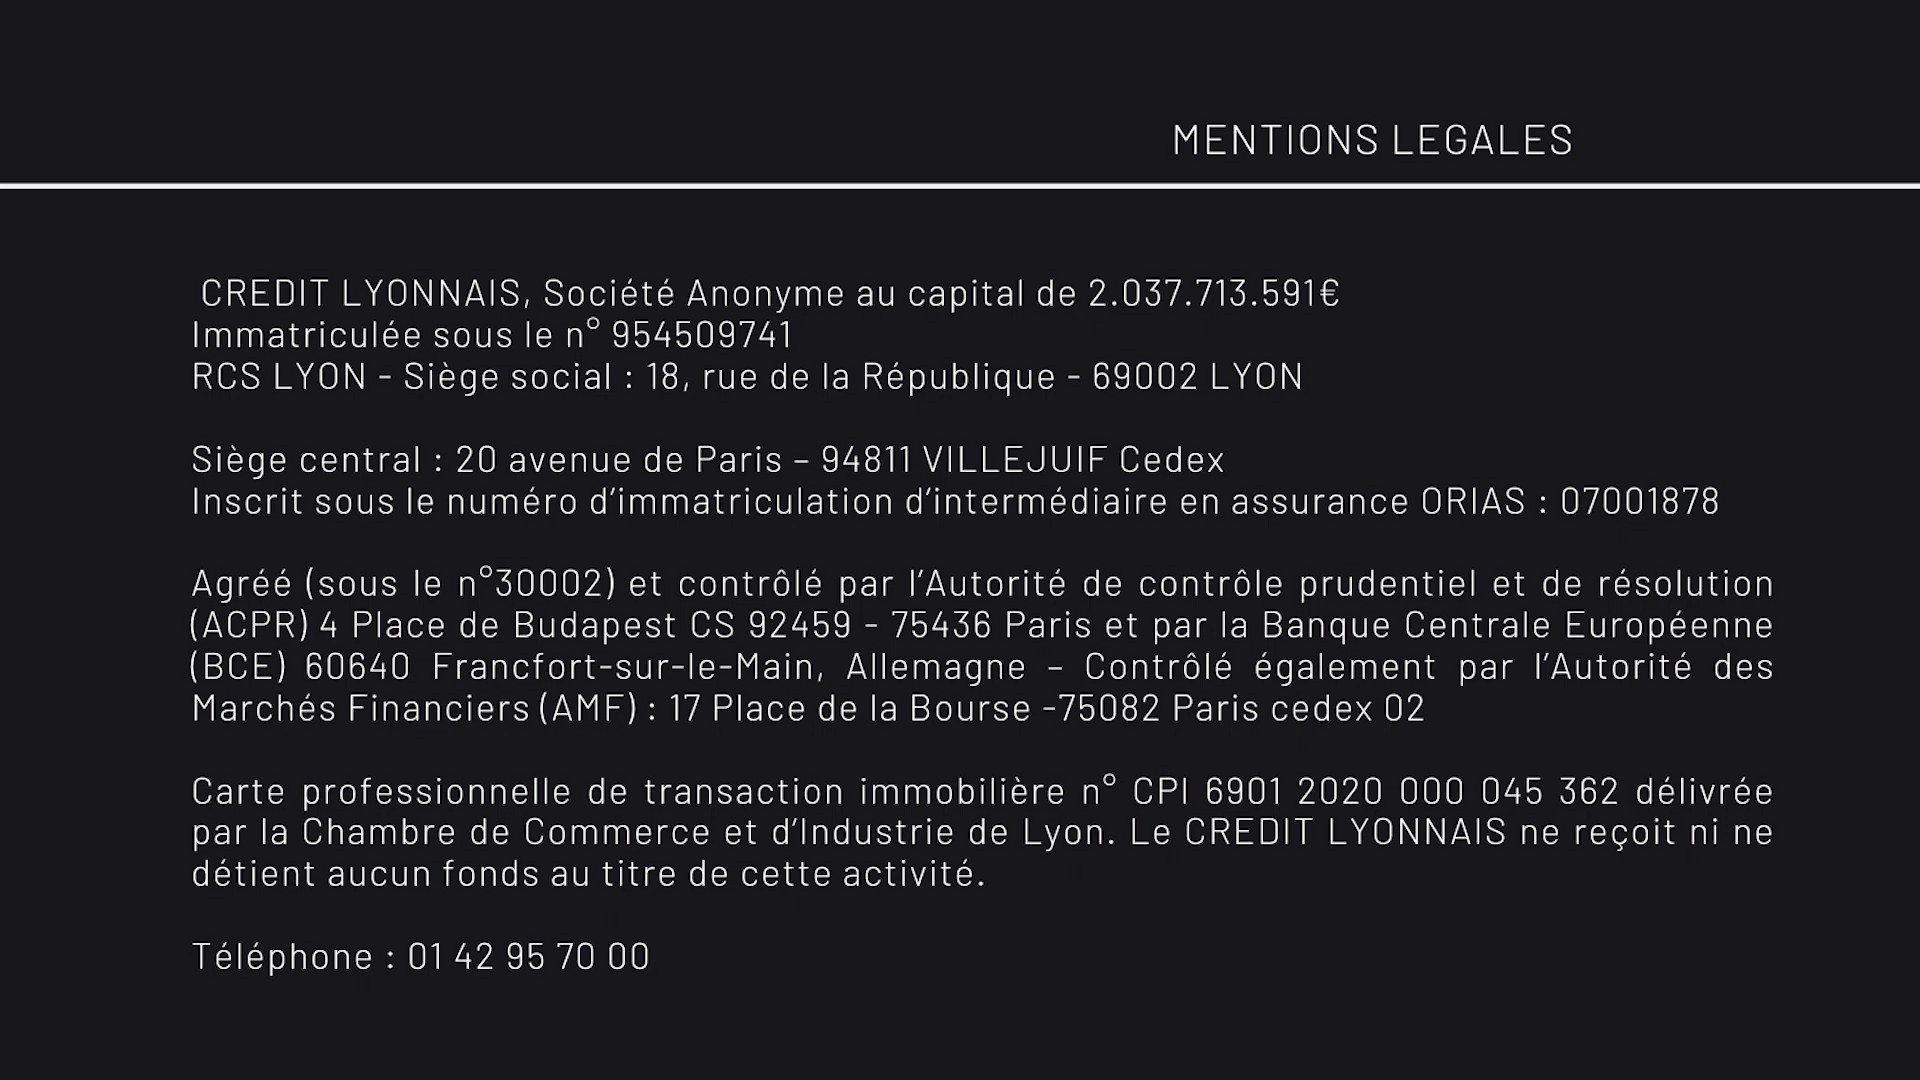 MENTIONS LEGALES
CREDIT LYONNAIS, Société Anonyme au capital de 2.037.713.591€
Immatriculée sous le n° 954509741
RCS LYON - Siège social : 18, rue de la République - 69002 LYON
Siège central : 20 avenue de Paris – 94811 VILLEJUIF Cedex
Inscrit sous le numéro d’immatriculation d’intermédiaire en assurance ORIAS : 07001878
Agréé (sous le n°30002) et contrôlé par l’Autorité de contrôle prudentiel et de résolution
(ACPR) 4 Place de Budapest CS 92459 - 75436 Paris et par la Banque Centrale Européenne
(BCE) 60640 Francfort-sur-le-Main, Allemagne – Contrôlé également par l’Autorité des
Marchés Financiers (AMF) : 17 Place de la Bourse -75082 Paris cedex 02
Carte professionnelle de transaction immobilière n° CPI 6901 2020 000 045 362 délivrée
par la Chambre de Commerce et d’Industrie de Lyon. Le CREDIT LYONNAIS ne reçoit ni ne
détient aucun fonds au titre de cette activité.
Téléphone : 01 42 95 70 00